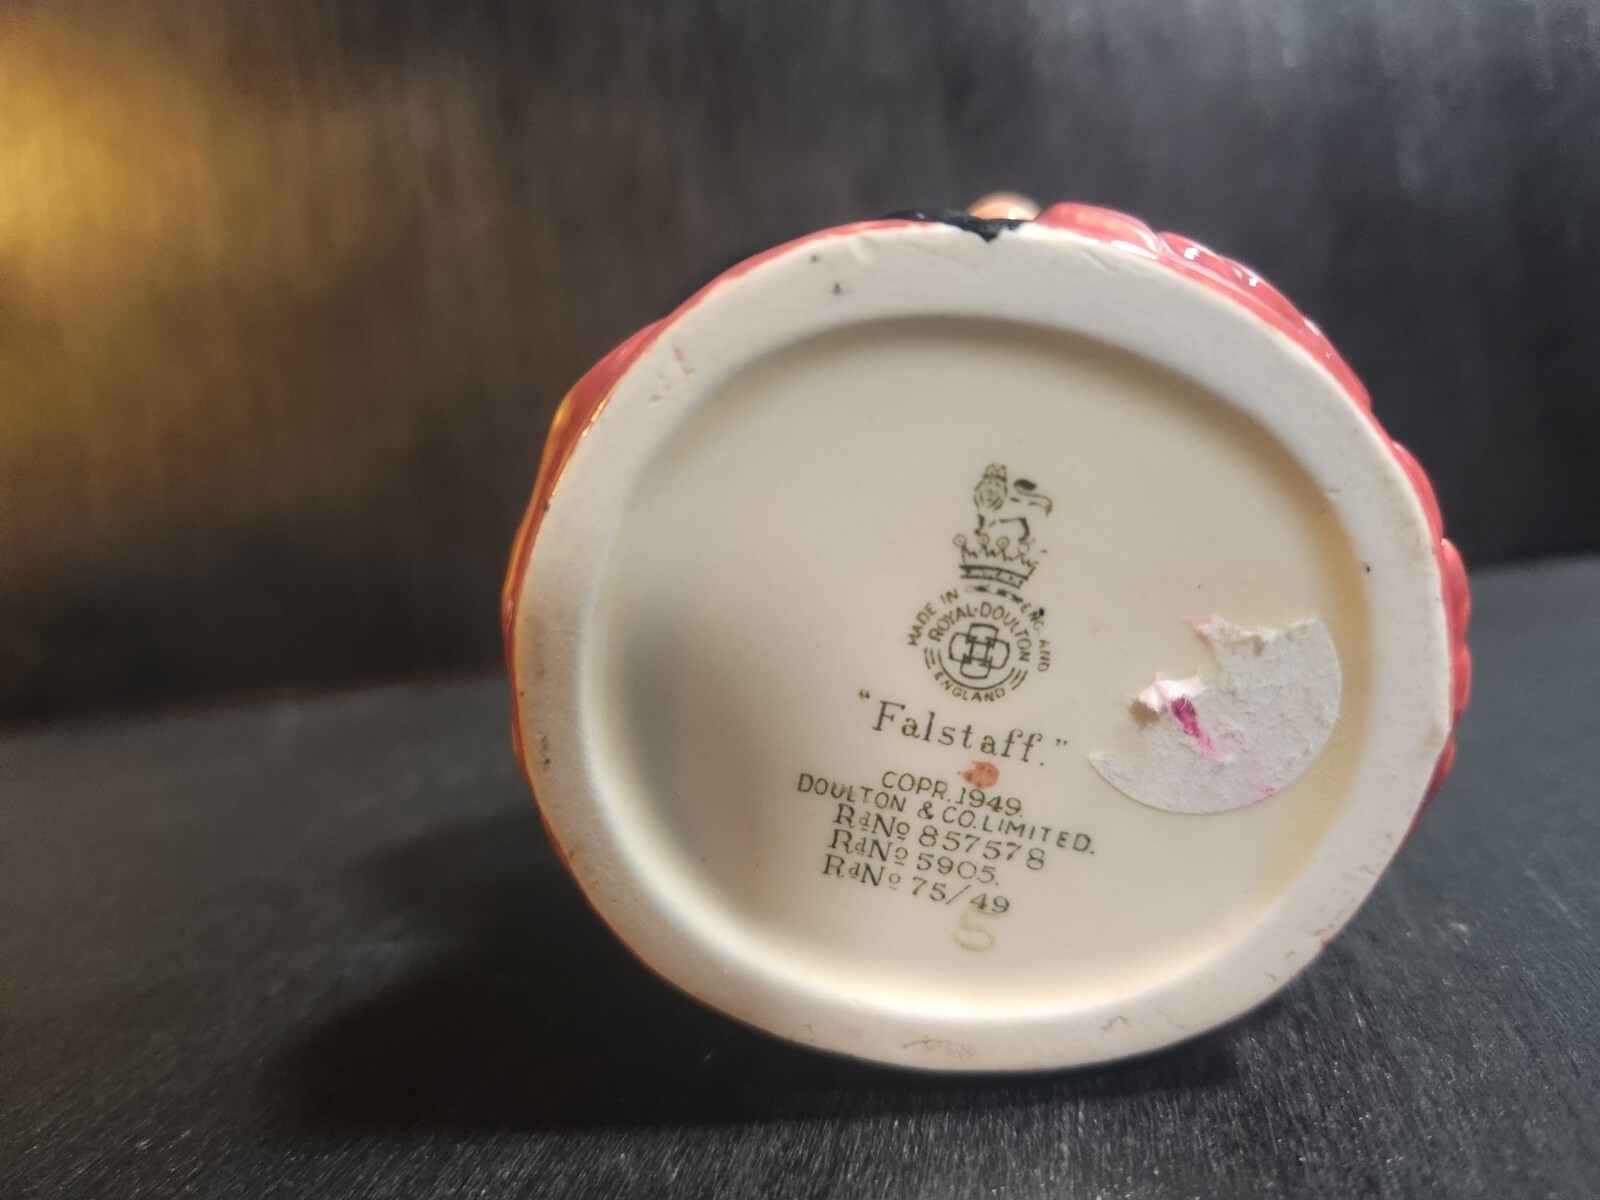 MADE IN ENGLAND
ROYAL·DOULTON
ENGLAND
"Falstaff."
COPR.1949.
DOULTON & CO.LIMITED.
RdNo 857578
RdNo 5905.
RdNo 75/49
5